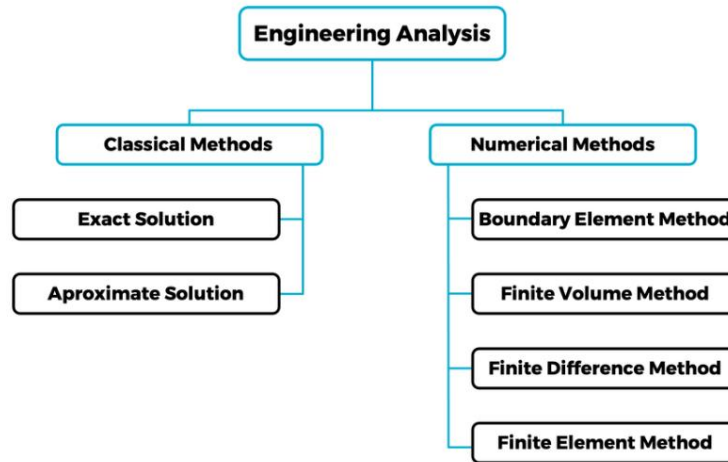 Engineering Analysis
Classical Methods
Numerical Methods
Exact Solution
Aproximate Solution
Boundary Element Method
Finite Volume Method
Finite Difference Method
Finite Element Method